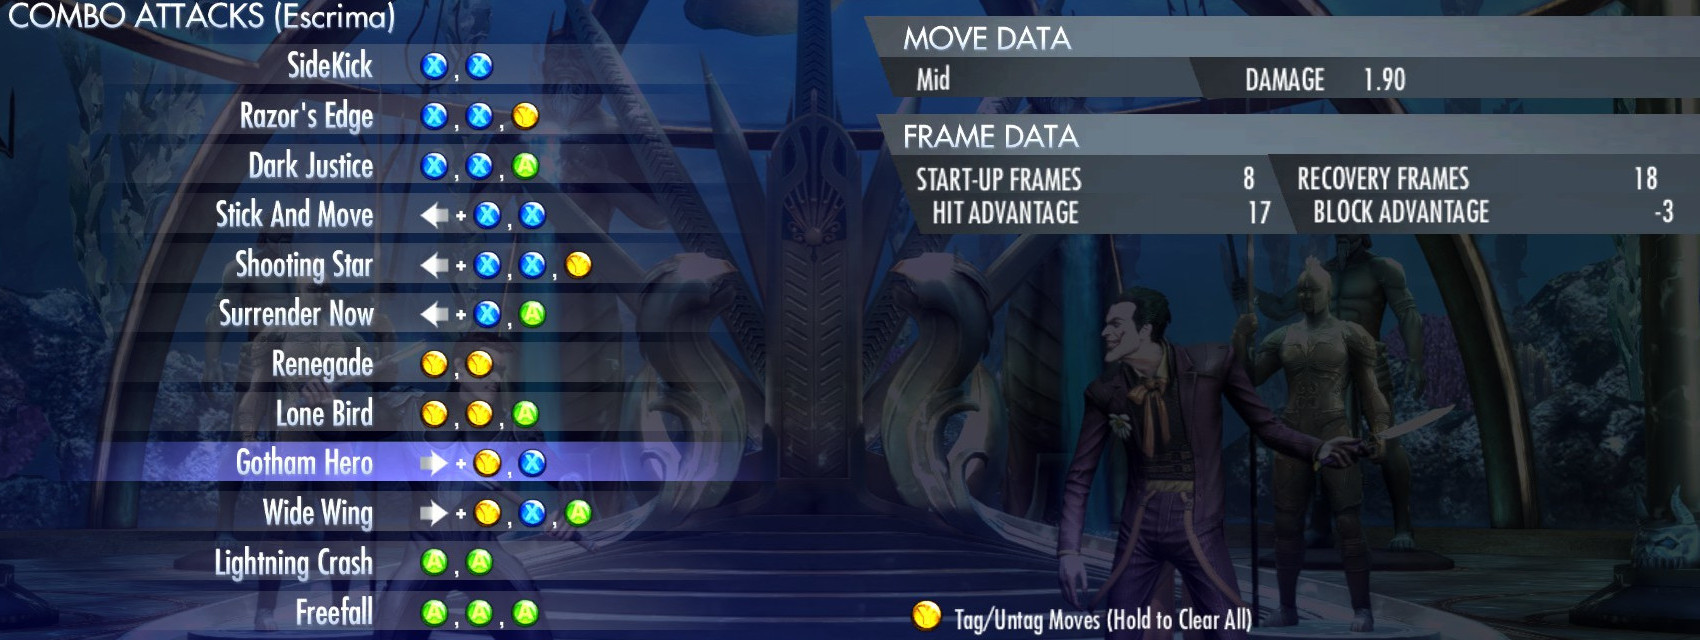 COMBO ATTACKS (Escrima)
SideKick X , X
Razor's Edge X , X , Y
Dark Justice X , X , A
Stick And Move + X , X
Shooting Star + X , X , Y
Surrender Now + X , A
Renegade Y , Y
Lone Bird Y , Y , A
Gotham Hero + Y , X
Wide Wing + Y , X , A
Lightning Crash A , A
Freefall A , A , A
MOVE DATA
Mid DAMAGE 1.90
FRAME DATA
START-UP FRAMES 8 RECOVERY FRAMES 18
HIT ADVANTAGE 17 BLOCK ADVANTAGE -3
Y Tag/Untag Moves (Hold to Clear All)